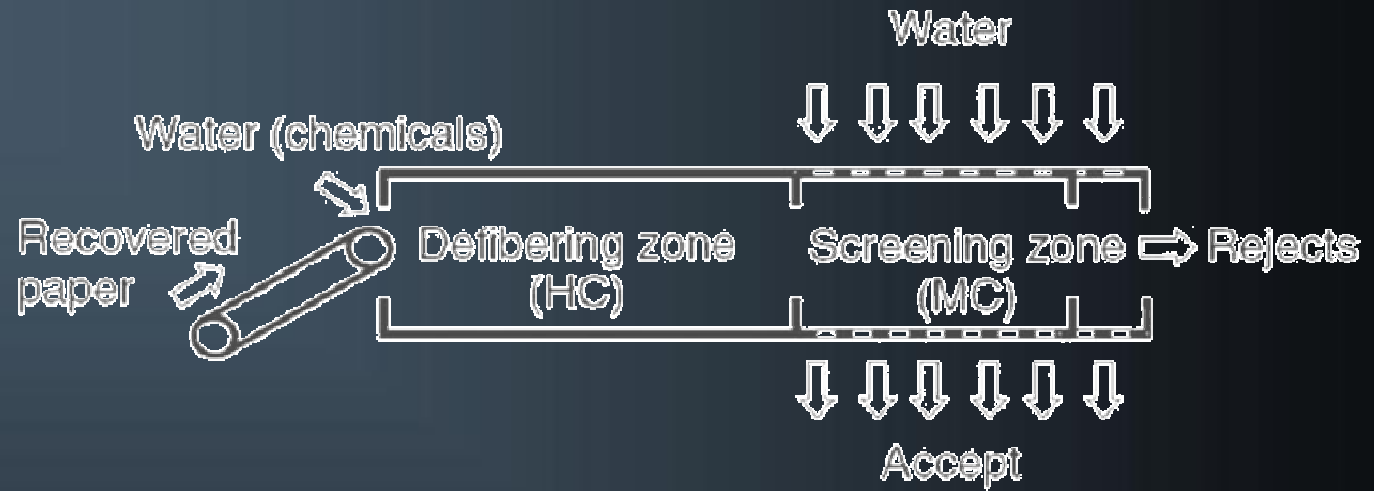 Water
Water (chemicals)
Recovered
paper
Defibering zone
(HC)
Screening zone
(MC)
Rejects
Accept